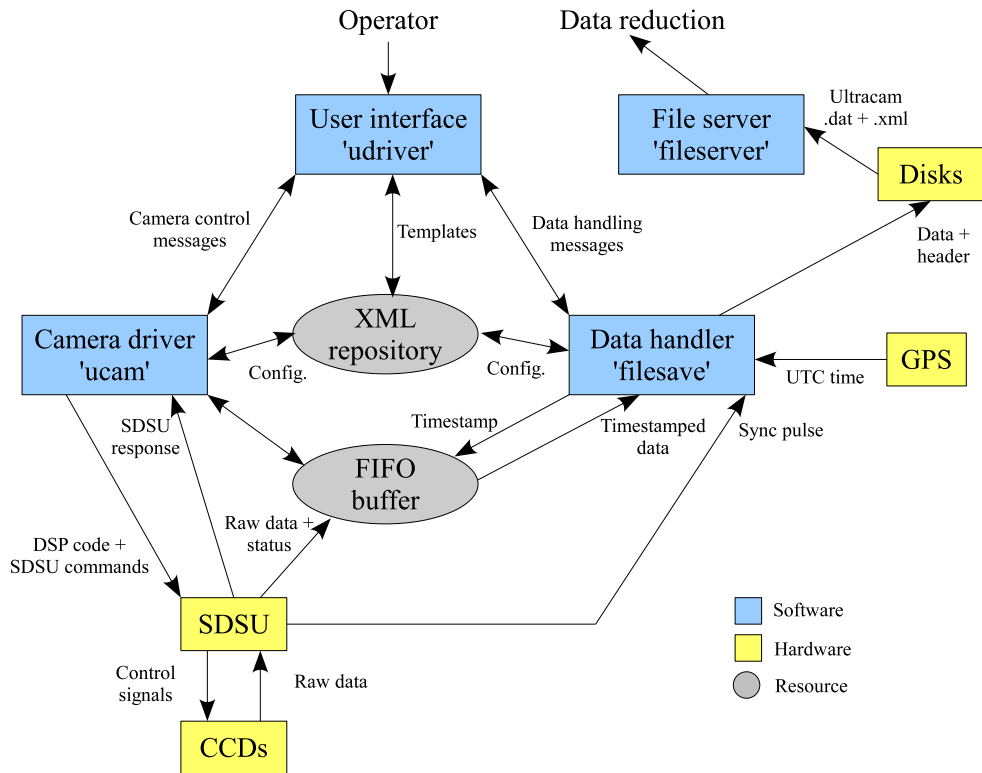 Operator
Data reduction
User interface
'udriver'
File server
'fileserver'
Ultracam
.dat + .xml
Disks
Camera control
messages
Templates
Data handling
messages
Data +
header
Camera driver
'ucam'
XML
repository
Data handler
'filesave'
GPS
Config.
Config.
UTC time
SDSU
response
Timestamp
Timestamped
data
Sync pulse
FIFO
buffer
Raw data +
status
DSP code +
SDSU commands
SDSU
Software
Hardware
Resource
Control
signals
Raw data
CCDs